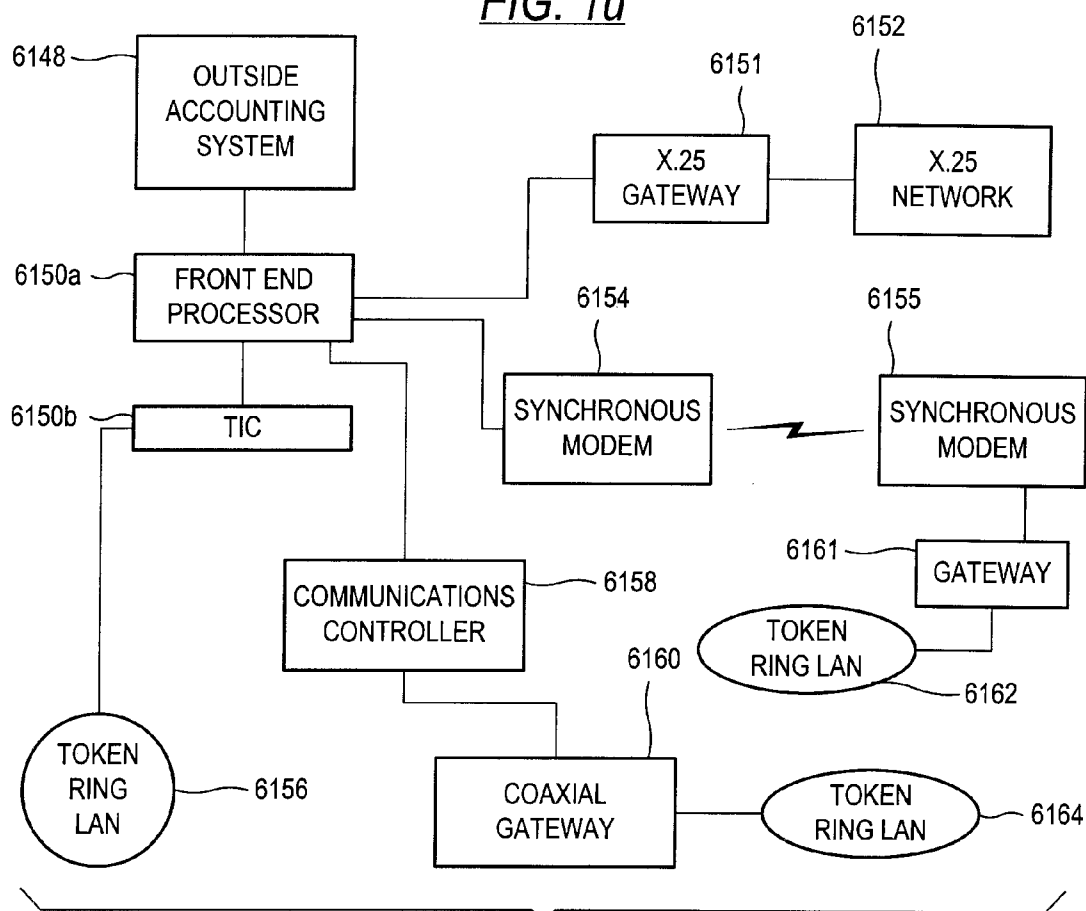 FIG. 1u
6148
OUTSIDE
ACCOUNTING
SYSTEM
6151
6152
X.25
GATEWAY
X.25
NETWORK
6150a
FRONT END
PROCESSOR
6154
6155
6150b
TIC
SYNCHRONOUS
MODEM
SYNCHRONOUS
MODEM
6161
GATEWAY
COMMUNICATIONS
CONTROLLER
6158
TOKEN
RING LAN
6162
6160
TOKEN
RING
LAN
6156
COAXIAL
GATEWAY
TOKEN
RING LAN
6164